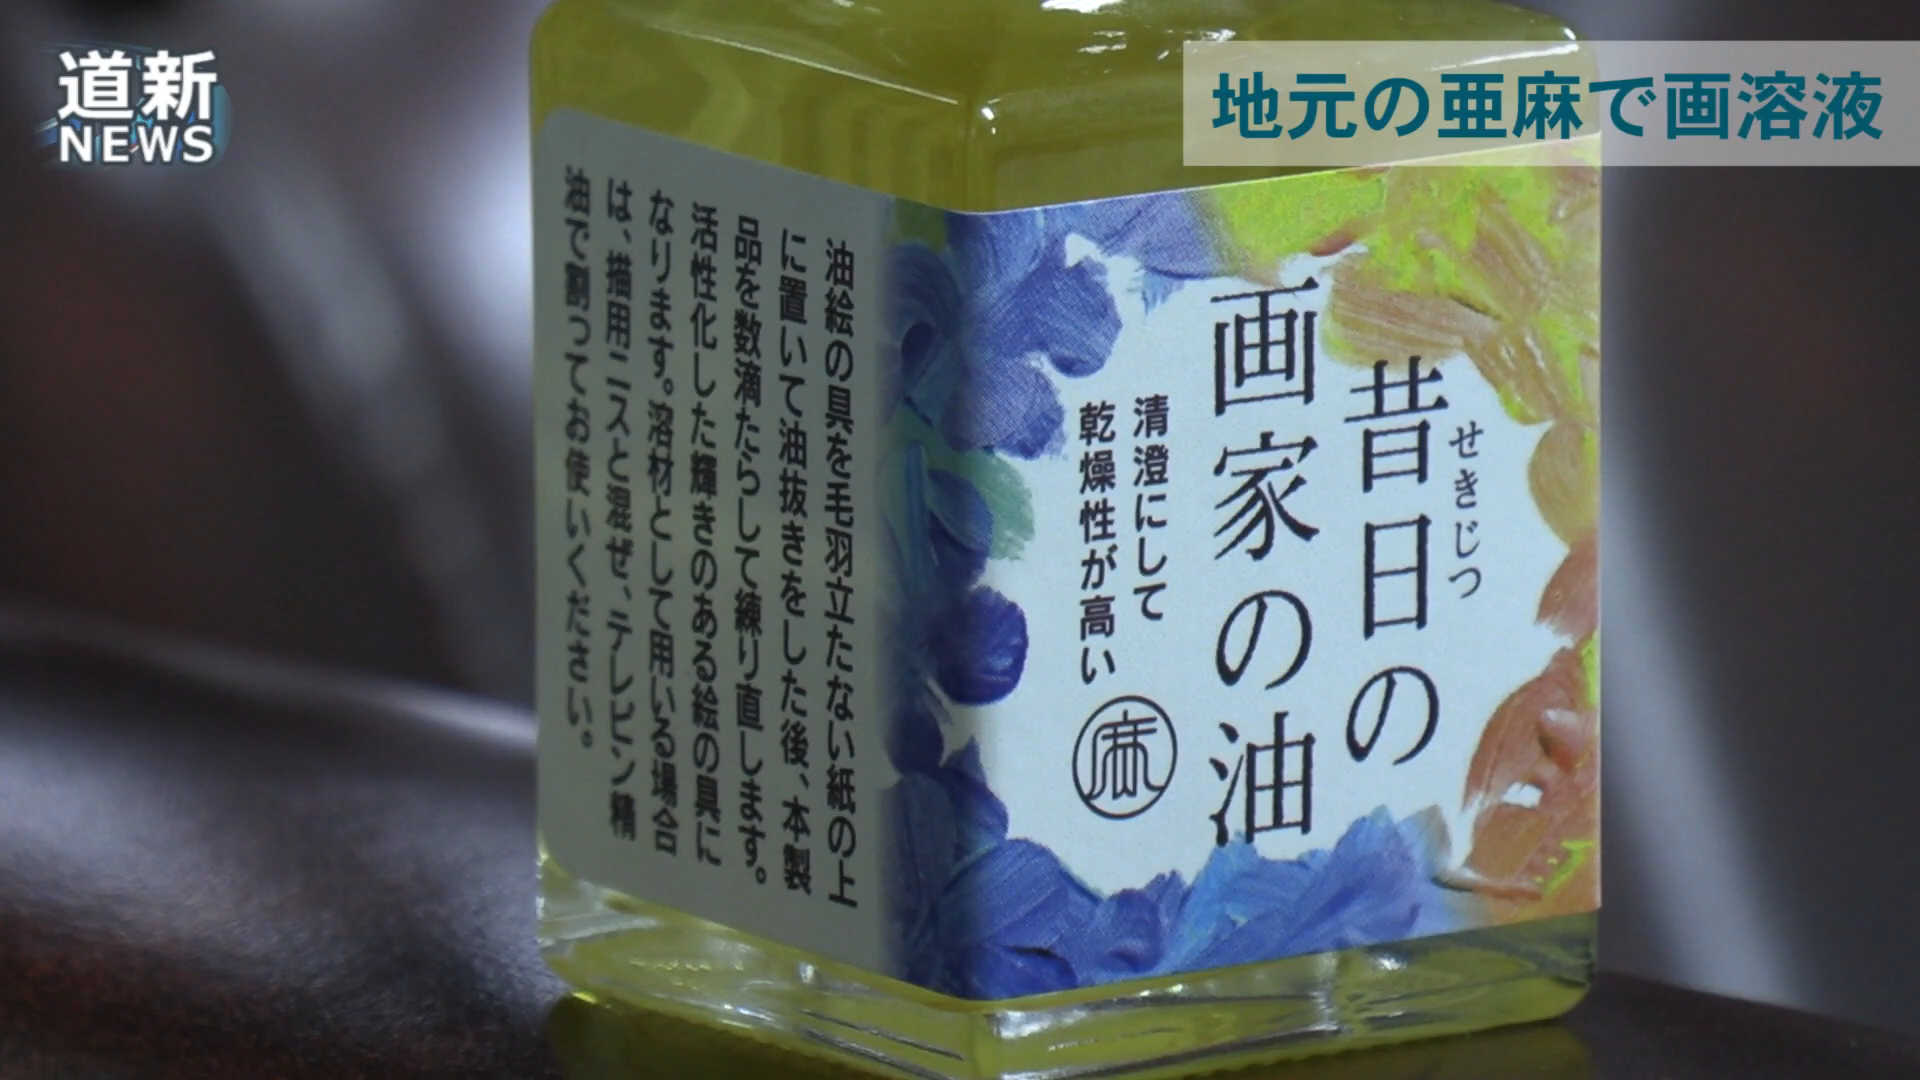 道新
NEWS
地元の亜麻で画溶液
昔日の
せきじつ
画家の油
清澄にして
乾燥性が高い
麻
油絵の具を毛羽立たない紙の上
に置いて油抜きをした後、本製
品を数滴たらして練り直します。
活性化した輝きのある絵の具に
なります。溶材として用いる場合
は、描用ニスと混ぜ、テレピン精
油で割ってお使いください。